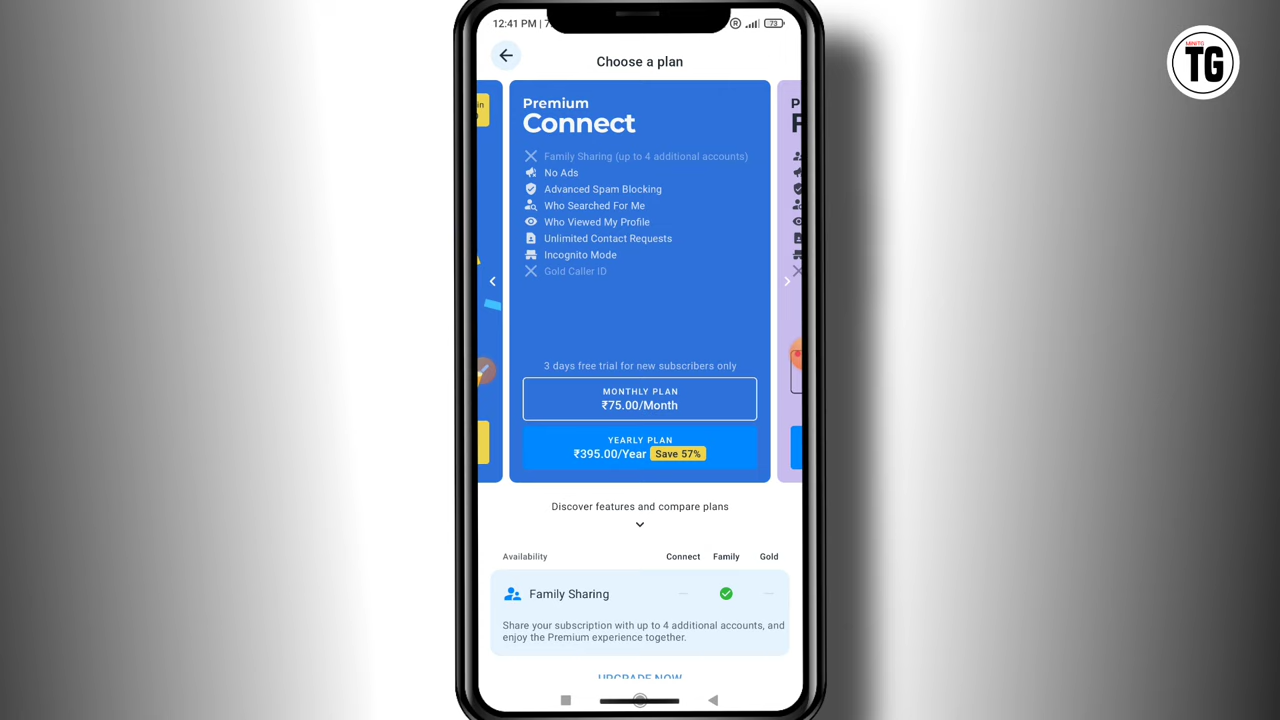 12:41 PM | 7
R
73
MINITG
TG
Choose a plan
in
Premium
Connect
P
Family Sharing (up to 4 additional accounts)
No Ads
Advanced Spam Blocking
Who Searched For Me
Who Viewed My Profile
Unlimited Contact Requests
Incognito Mode
Gold Caller ID
3 days free trial for new subscribers only
MONTHLY PLAN
₹75.00/Month
YEARLY PLAN
₹395.00/Year Save 57%
Discover features and compare plans
Availability Connect Family Gold
Family Sharing
Share your subscription with up to 4 additional accounts, and
enjoy the Premium experience together.
UPGRADE NOW